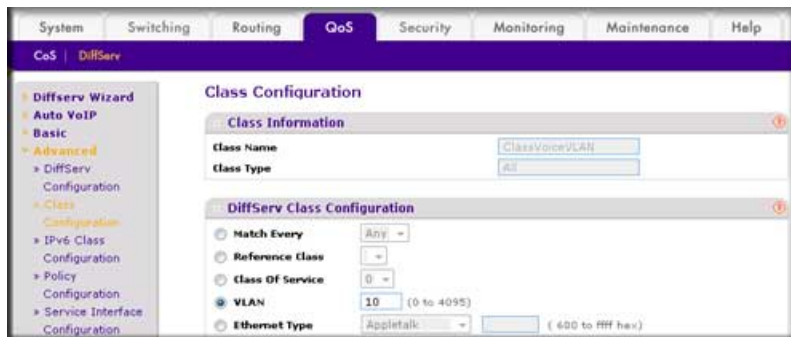 System Switching Routing QoS Security Monitoring Maintenance Help
CoS | DiffServ
Diffserv Wizard
Auto VoIP
Basic
Advanced
» DiffServ
Configuration
» Class
Configuration
» IPv6 Class
Configuration
» Policy
Configuration
» Service Interface
Configuration
Class Configuration
Class Information
Class Name ClassVoiceVLAN
Class Type All
DiffServ Class Configuration
Match Every Any
Reference Class
Class Of Service 0
VLAN 10 (0 to 4095)
Ethernet Type Appletalk ( 600 to ffff hex)